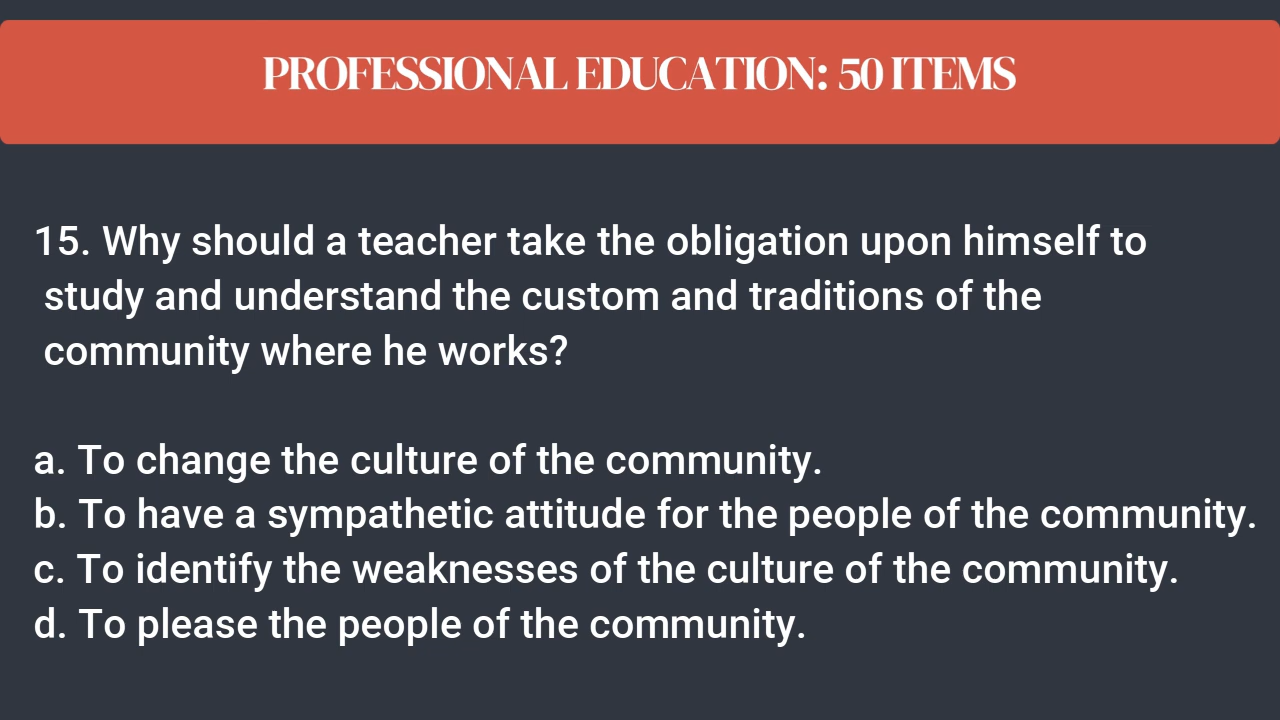 PROFESSIONAL EDUCATION: 50 ITEMS
15. Why should a teacher take the obligation upon himself to
study and understand the custom and traditions of the
community where he works?
a. To change the culture of the community.
b. To have a sympathetic attitude for the people of the community.
c. To identify the weaknesses of the culture of the community.
d. To please the people of the community.